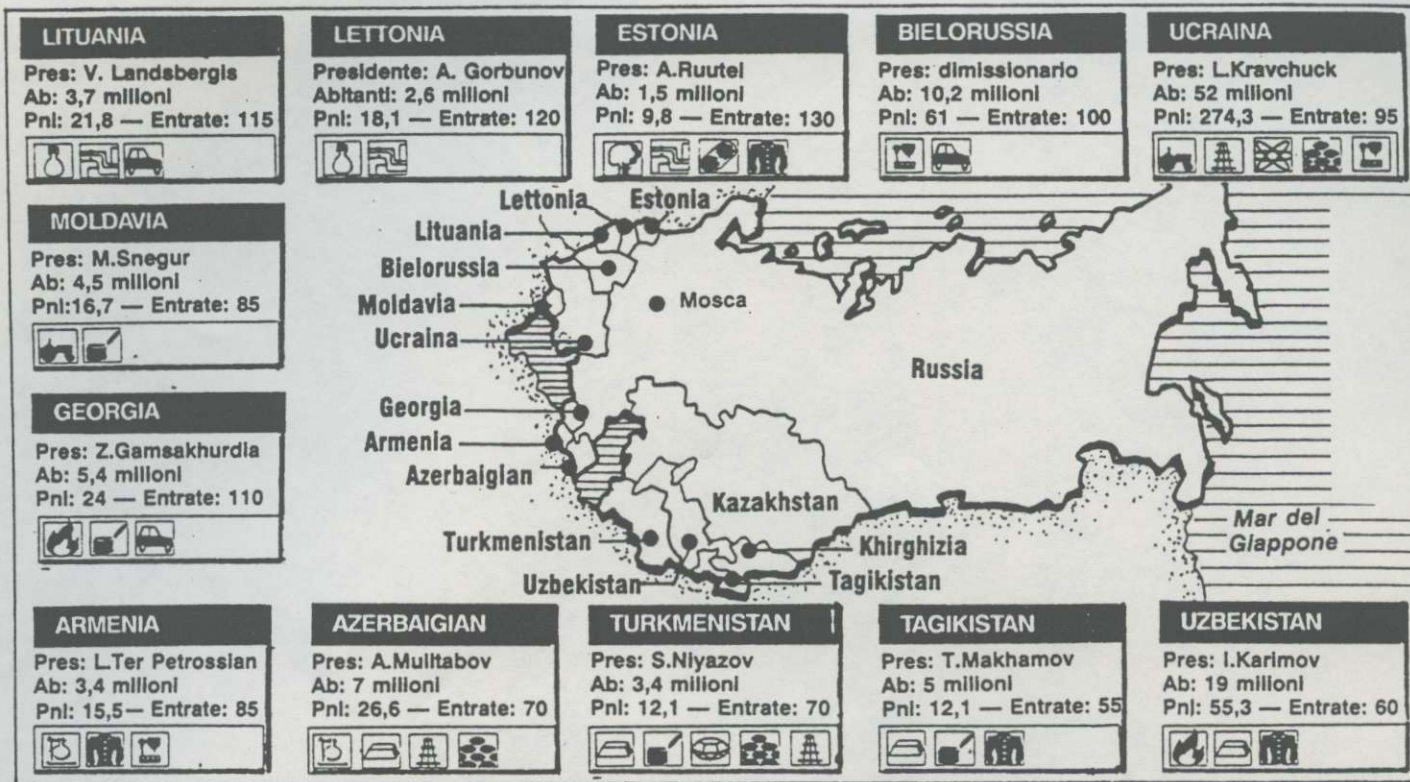 LITUANIA
Pres: V. Landsbergis
Ab: 3,7 milioni
Pnl: 21,8 — Entrate: 115
LETTONIA
Presidente: A. Gorbunov
Abitanti: 2,6 milioni
Pnl: 18,1 — Entrate: 120
ESTONIA
Pres: A.Ruutel
Ab: 1,5 milioni
Pnl: 9,8 — Entrate: 130
BIELORUSSIA
Pres: dimissionario
Ab: 10,2 milioni
Pnl: 61 — Entrate: 100
UCRAINA
Pres: L.Kravchuck
Ab: 52 milioni
Pnl: 274,3 — Entrate: 95
MOLDAVIA
Pres: M.Snegur
Ab: 4,5 milioni
Pnl:16,7 — Entrate: 85
GEORGIA
Pres: Z.Gamsakhurdia
Ab: 5,4 milioni
Pnl: 24 — Entrate: 110
Lettonia
Estonia
Lituania
Bielorussia
Moldavia
Mosca
Ucraina
Russia
Georgia
Armenia
Azerbaigian
Kazakhstan
Turkmenistan
Khirghizia
Uzbekistan
Tagikistan
Mar del
Giappone
ARMENIA
Pres: L.Ter Petrossian
Ab: 3,4 milioni
Pnl: 15,5— Entrate: 85
AZERBAIGIAN
Pres: A.Mulitabov
Ab: 7 milioni
Pnl: 26,6 — Entrate: 70
TURKMENISTAN
Pres: S.Niyazov
Ab: 3,4 milioni
Pnl: 12,1 — Entrate: 70
TAGIKISTAN
Pres: T.Makhamov
Ab: 5 milioni
Pnl: 12,1 — Entrate: 55
UZBEKISTAN
Pres: I.Karimov
Ab: 19 milioni
Pnl: 55,3 — Entrate: 60